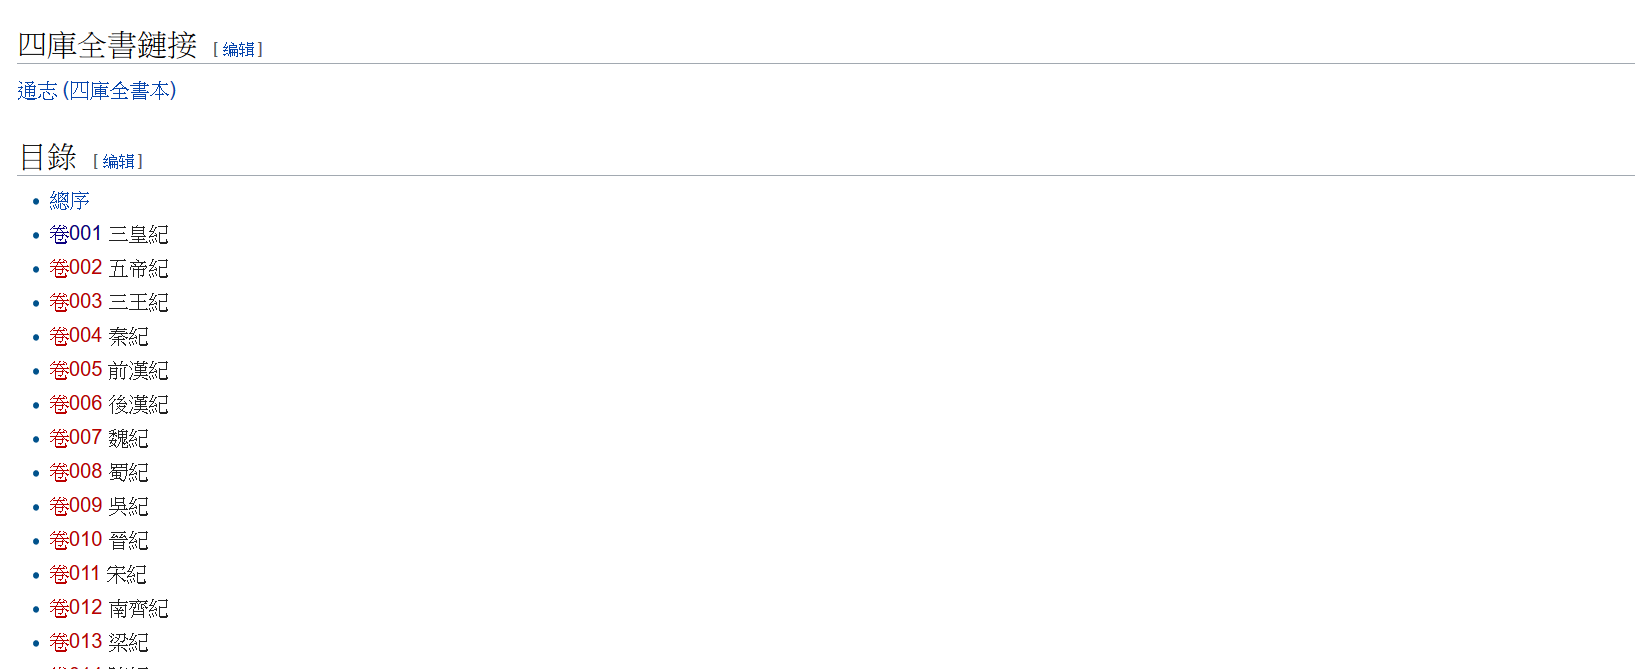 四庫全書鏈接 [编辑]
通志 (四庫全書本)
目錄 [编辑]
總序
卷001 三皇紀
卷002 五帝紀
卷003 三王紀
卷004 秦紀
卷005 前漢紀
卷006 後漢紀
卷007 魏紀
卷008 蜀紀
卷009 吳紀
卷010 晉紀
卷011 宋紀
卷012 南齊紀
卷013 梁紀